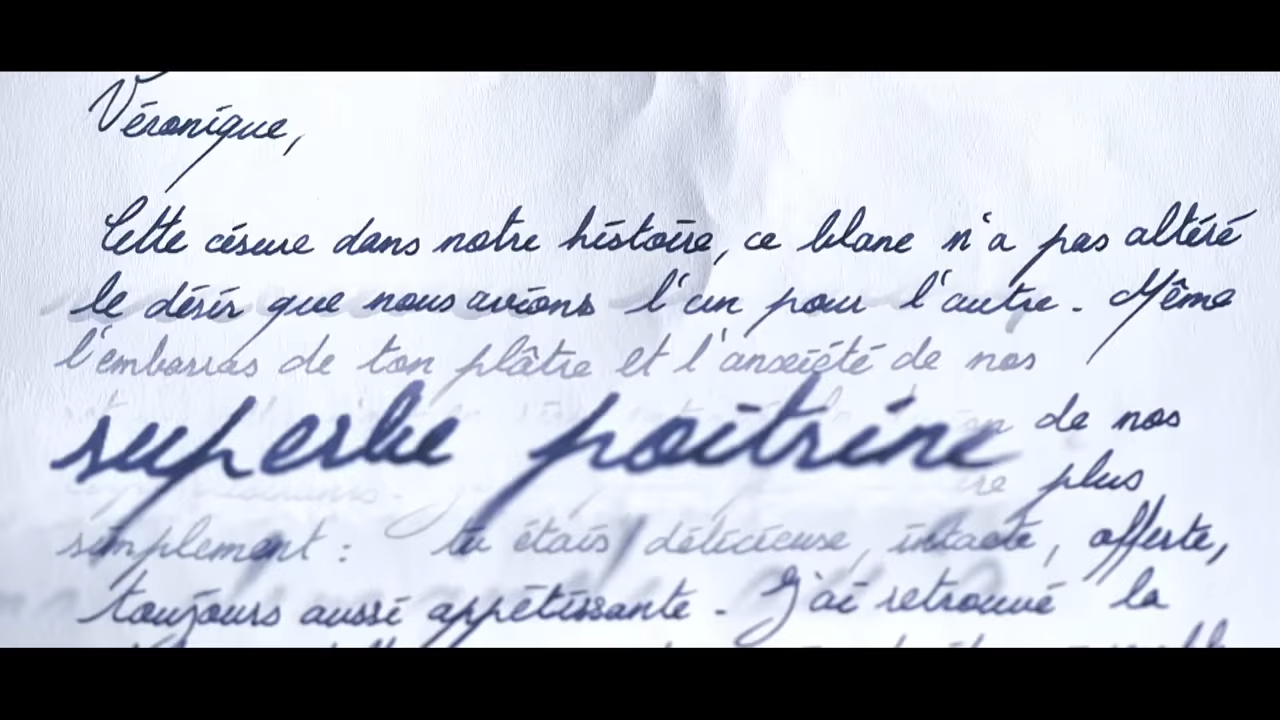 Véronique,
Cette césure dans notre histoire, ce blanc n'a pas altéré
le désir que nous avions l'un pour l'autre. Même
l'embarras de ton plâtre et l'anxiété de nos
de nos
superbe poitrine
plus
simplement : tu étais délicieuse, intacte, offerte,
toujours aussi appétissante. J'ai retrouvé la